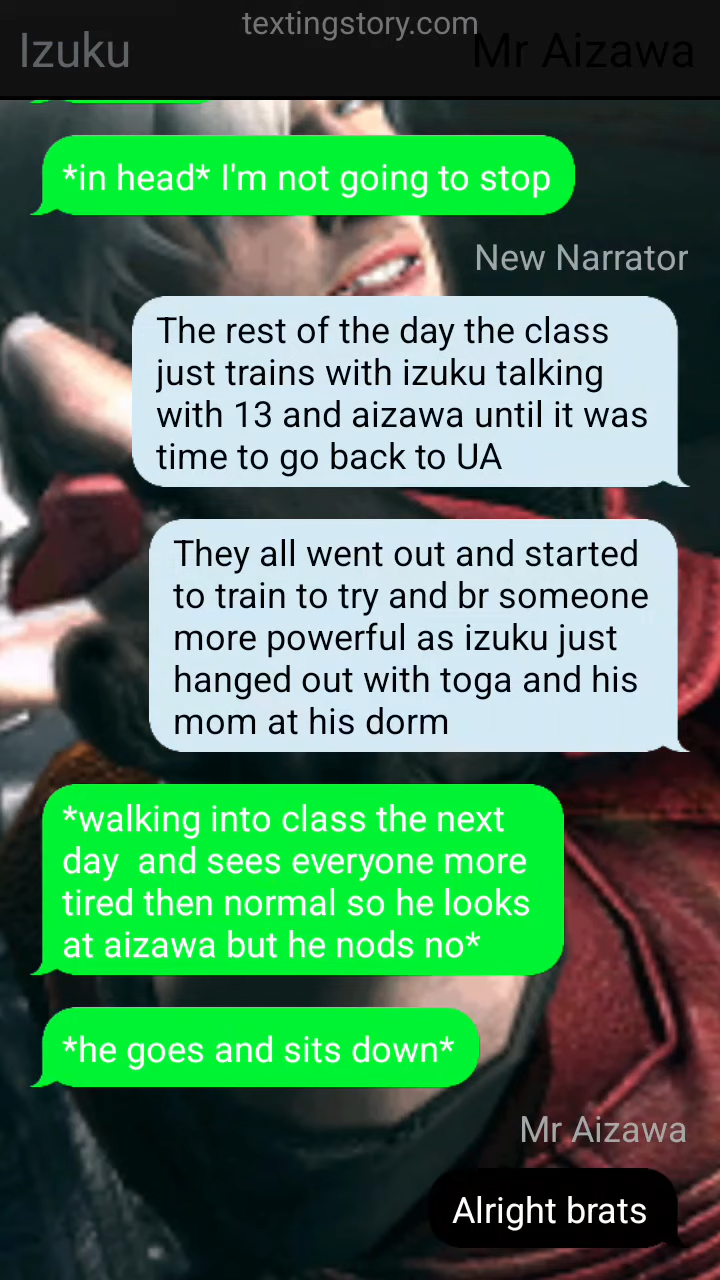 textingstory.com
Izuku
Mr Aizawa
*in head* I'm not going to stop
New Narrator
The rest of the day the class
just trains with izuku talking
with 13 and aizawa until it was
time to go back to UA
They all went out and started
to train to try and br someone
more powerful as izuku just
hanged out with toga and his
mom at his dorm
*walking into class the next
day  and sees everyone more
tired then normal so he looks
at aizawa but he nods no*
*he goes and sits down*
Mr Aizawa
Alright brats